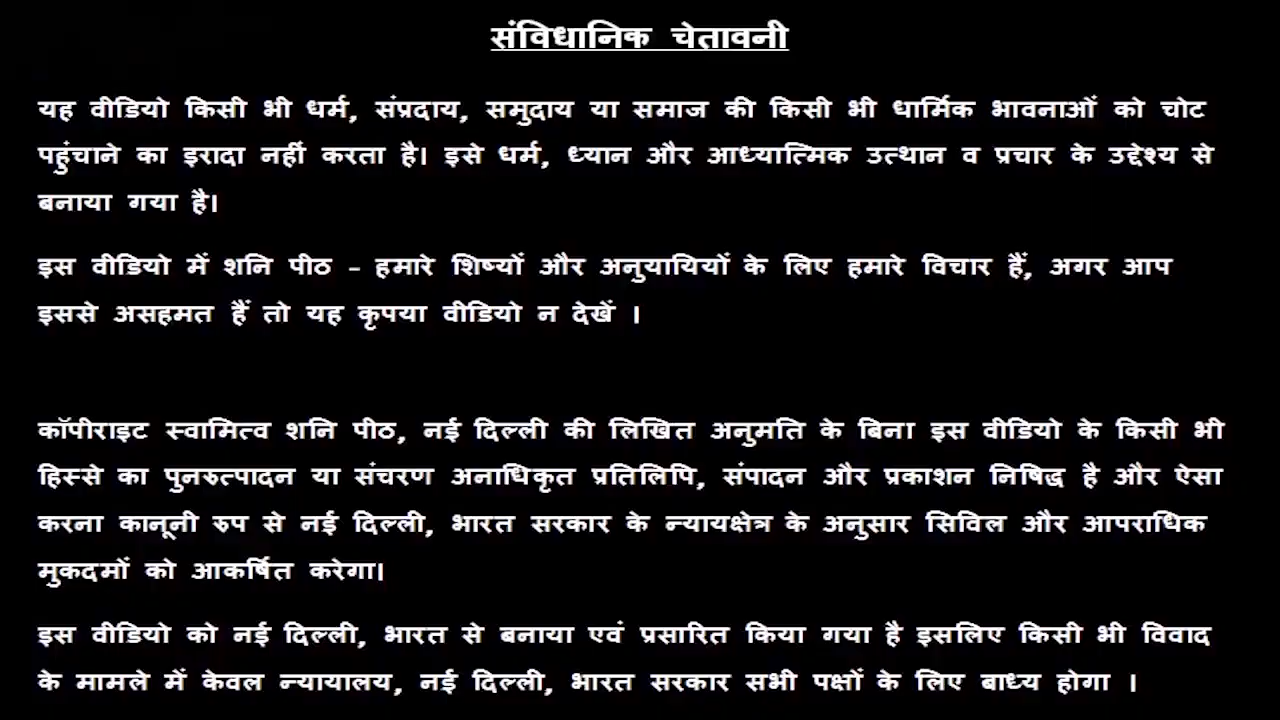 संविधानिक चेतावनी
यह वीडियो किसी भी धर्म, संप्रदाय, समुदाय या समाज की किसी भी धार्मिक भावनाओं को चोट
पहुंचाने का इरादा नहीं करता है। इसे धर्म, ध्यान और आध्यात्मिक उत्थान व प्रचार के उद्देश्य से
बनाया गया है।
इस वीडियो में शनि पीठ – हमारे शिष्यों और अनुयायियों के लिए हमारे विचार हैं, अगर आप
इससे असहमत हैं तो यह कृपया वीडियो न देखें ।
कॉपीराइट स्वामित्व शनि पीठ, नई दिल्ली की लिखित अनुमति के बिना इस वीडियो के किसी भी
हिस्से का पुनरुत्पादन या संचरण अनाधिकृत प्रतिलिपि, संपादन और प्रकाशन निषिद्ध है और ऐसा
करना कानूनी रुप से नई दिल्ली, भारत सरकार के न्यायक्षेत्र के अनुसार सिविल और आपराधिक
मुकदमों को आकर्षित करेगा।
इस वीडियो को नई दिल्ली, भारत से बनाया एवं प्रसारित किया गया है इसलिए किसी भी विवाद
के मामले में केवल न्यायालय, नई दिल्ली, भारत सरकार सभी पक्षों के लिए बाध्य होगा ।